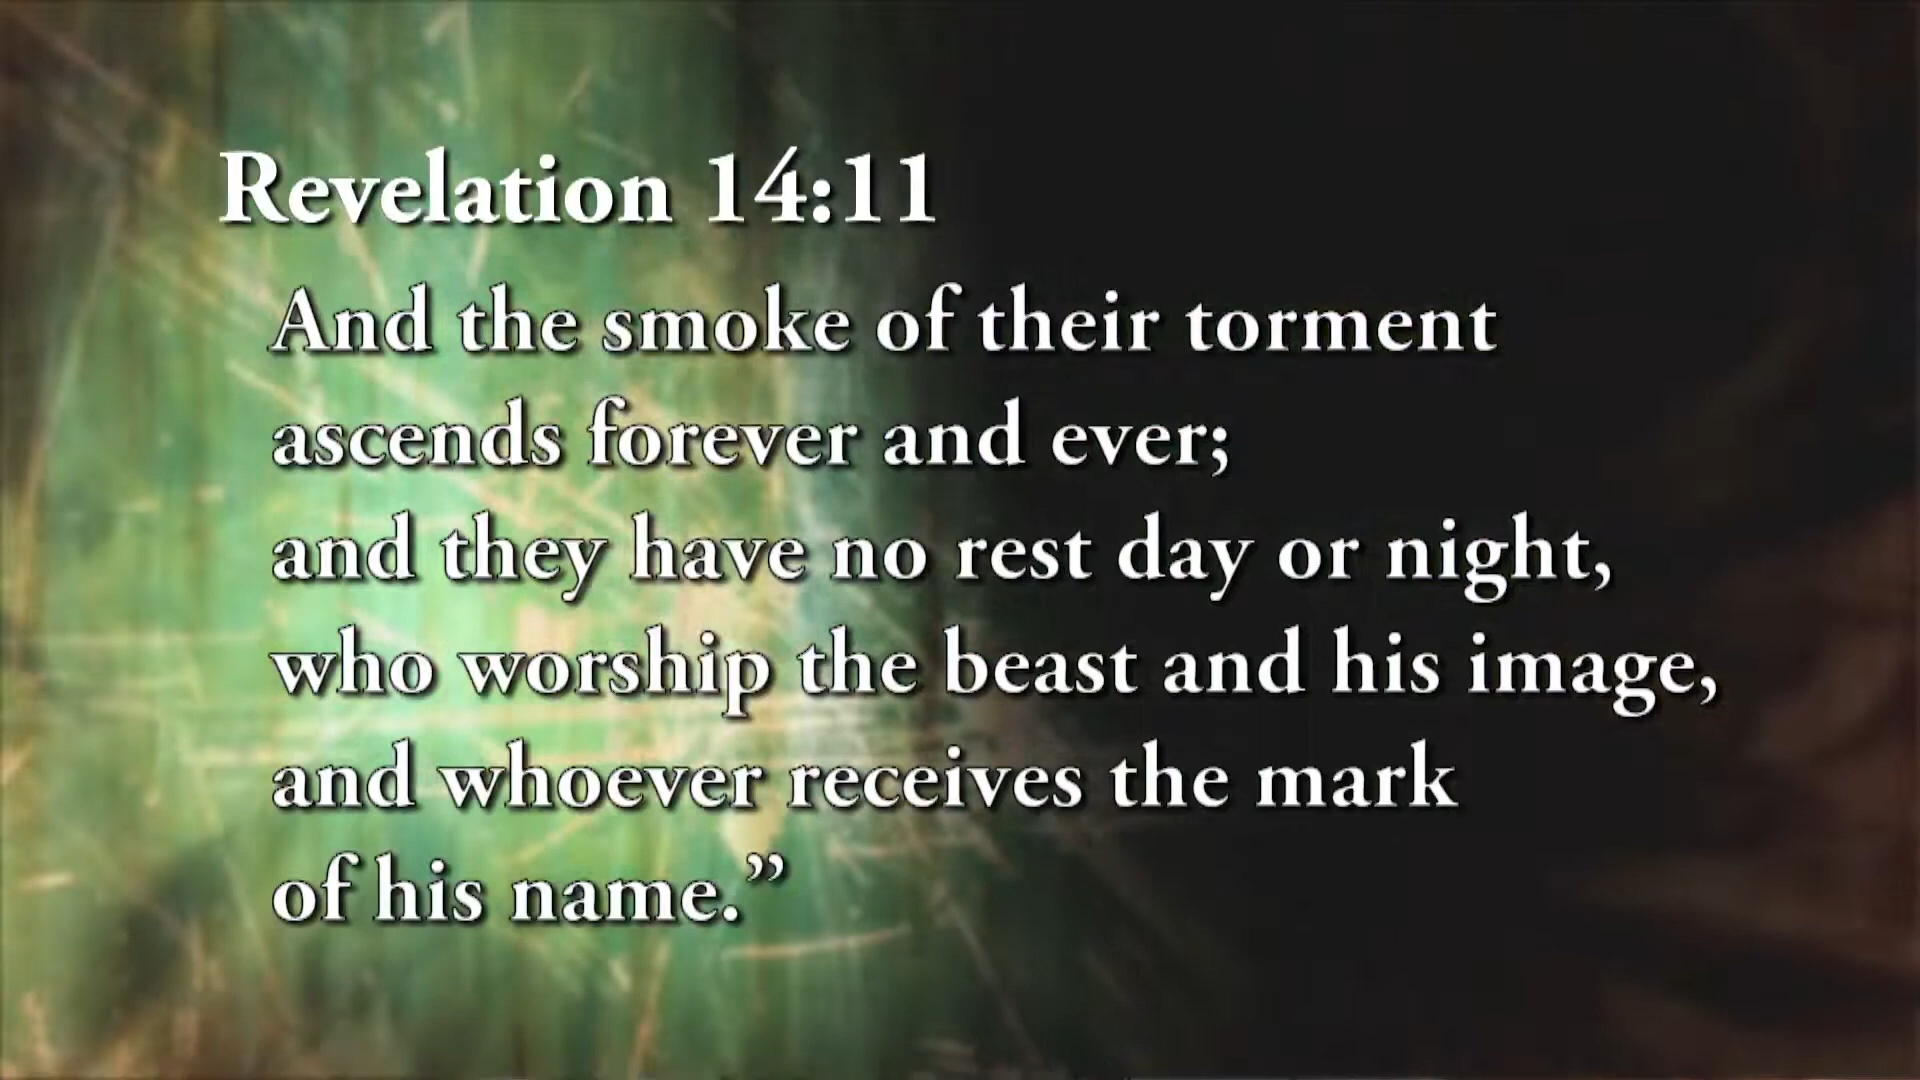 Revelation 14:11
And the smoke of their torment
ascends forever and ever;
and they have no rest day or night,
who worship the beast and his image,
and whoever receives the mark
of his name.”